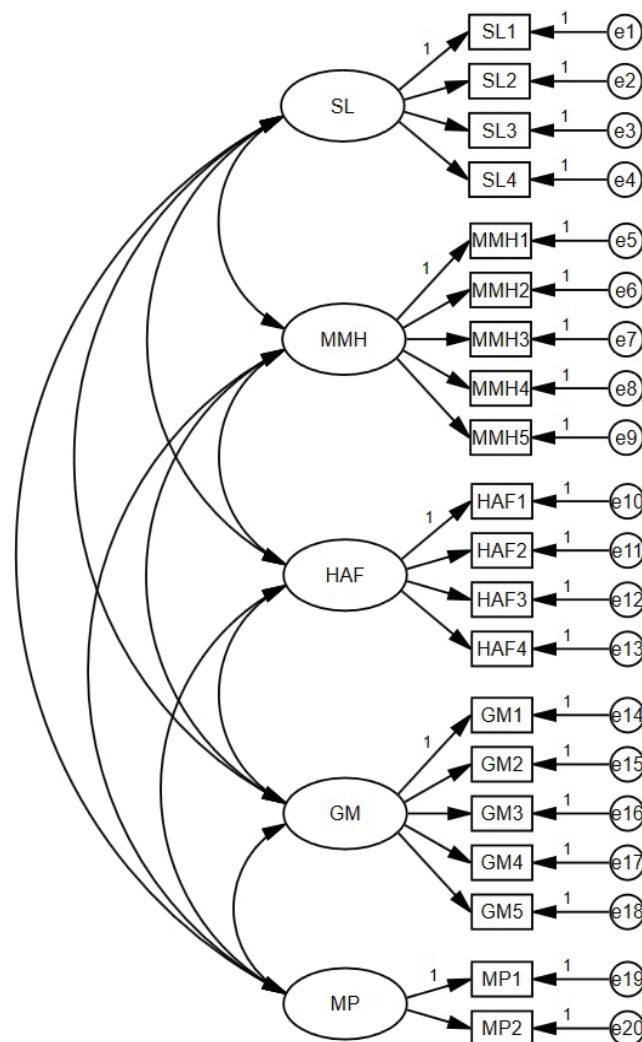 SL
1
SL1
1
e1
SL2
1
e2
SL3
1
e3
SL4
1
e4
MMH
1
MMH1
1
e5
MMH2
1
e6
MMH3
1
e7
MMH4
1
e8
MMH5
1
e9
HAF
1
HAF1
1
e10
HAF2
1
e11
HAF3
1
e12
HAF4
1
e13
GM
1
GM1
1
e14
GM2
1
e15
GM3
1
e16
GM4
1
e17
GM5
1
e18
MP
1
MP1
1
e19
MP2
1
e20